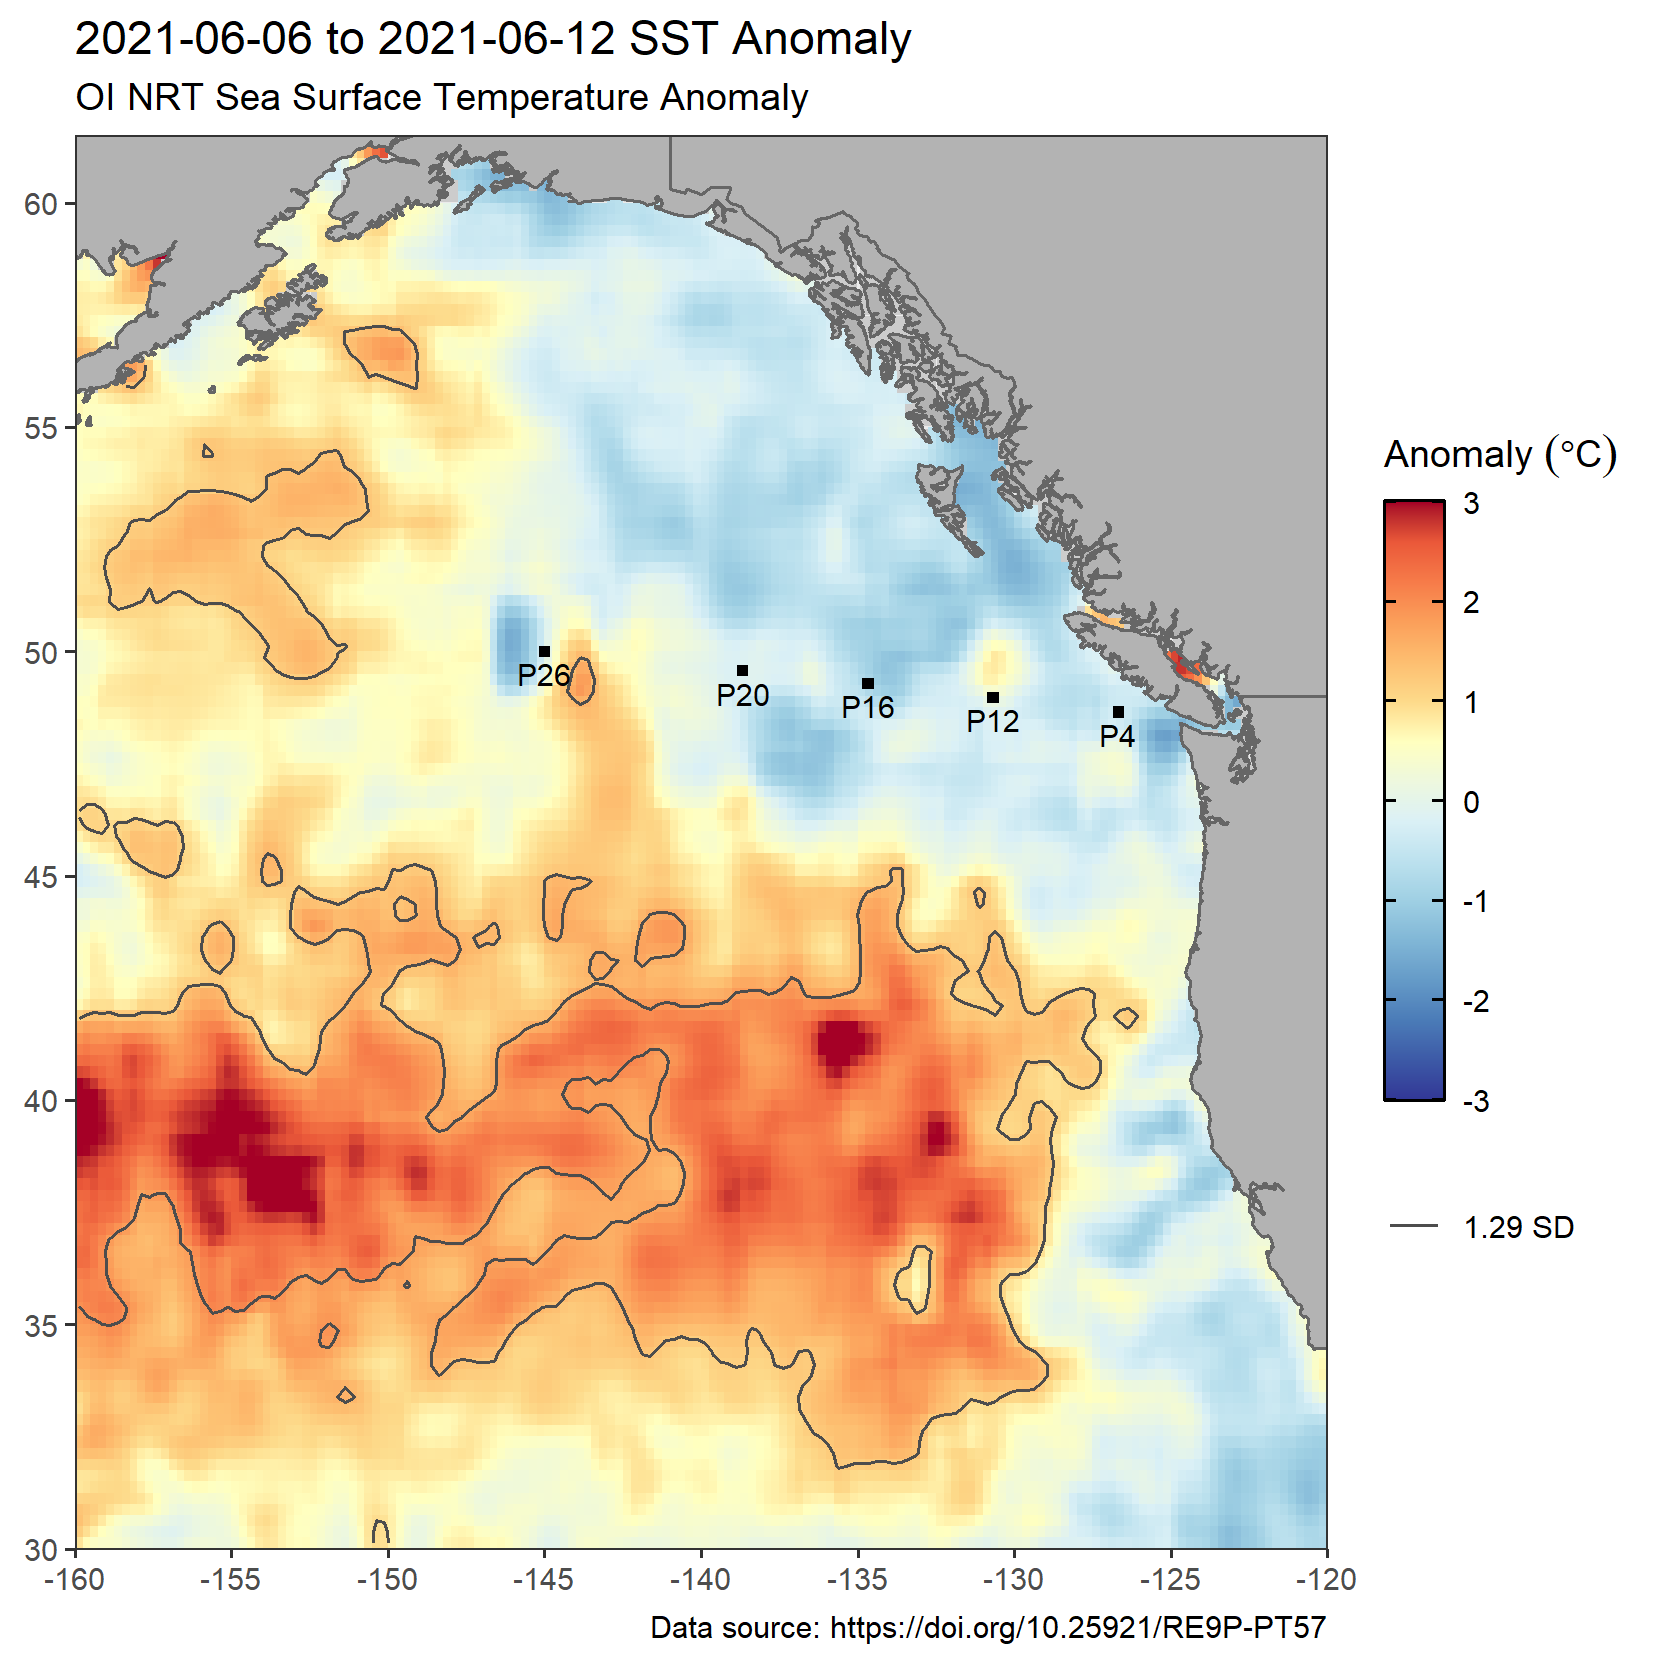 2021-06-06 to 2021-06-12 SST Anomaly
OI NRT Sea Surface Temperature Anomaly
60
55
50
45
40
35
30
-160
-155
-150
-145
-140
-135
-130
-125
-120
P26
P20
P16
P12
P4
Anomaly (°C)
3
2
1
0
-1
-2
-3
1.29 SD
Data source: https://doi.org/10.25921/RE9P-PT57